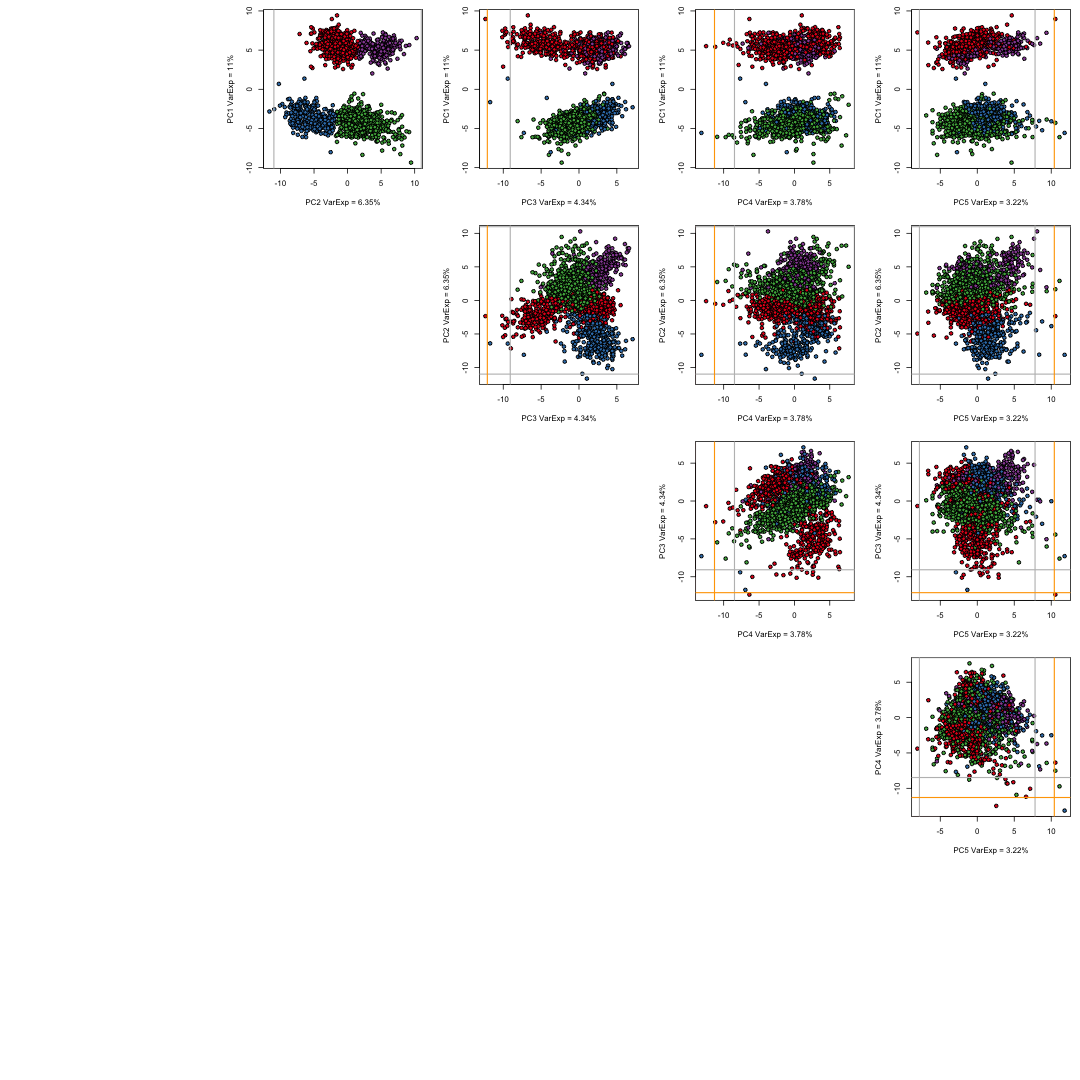 PC1 VarExp = 11%
-10 -5 0 5 10
-10 -5 0 5 10
PC2 VarExp = 6.35%
PC1 VarExp = 11%
-10 -5 0 5 10
-10 -5 0 5
PC3 VarExp = 4.34%
PC1 VarExp = 11%
-10 -5 0 5 10
-10 -5 0 5
PC4 VarExp = 3.78%
PC1 VarExp = 11%
-10 -5 0 5 10
-5 0 5 10
PC5 VarExp = 3.22%
PC2 VarExp = 6.35%
-10 -5 0 5 10
-10 -5 0 5
PC3 VarExp = 4.34%
PC2 VarExp = 6.35%
-10 -5 0 5 10
-10 -5 0 5
PC4 VarExp = 3.78%
PC2 VarExp = 6.35%
-10 -5 0 5 10
-5 0 5 10
PC5 VarExp = 3.22%
PC3 VarExp = 4.34%
-10 -5 0 5
-10 -5 0 5
PC4 VarExp = 3.78%
PC3 VarExp = 4.34%
-10 -5 0 5
-5 0 5 10
PC5 VarExp = 3.22%
PC4 VarExp = 3.78%
-10 -5 0 5
-5 0 5 10
PC5 VarExp = 3.22%